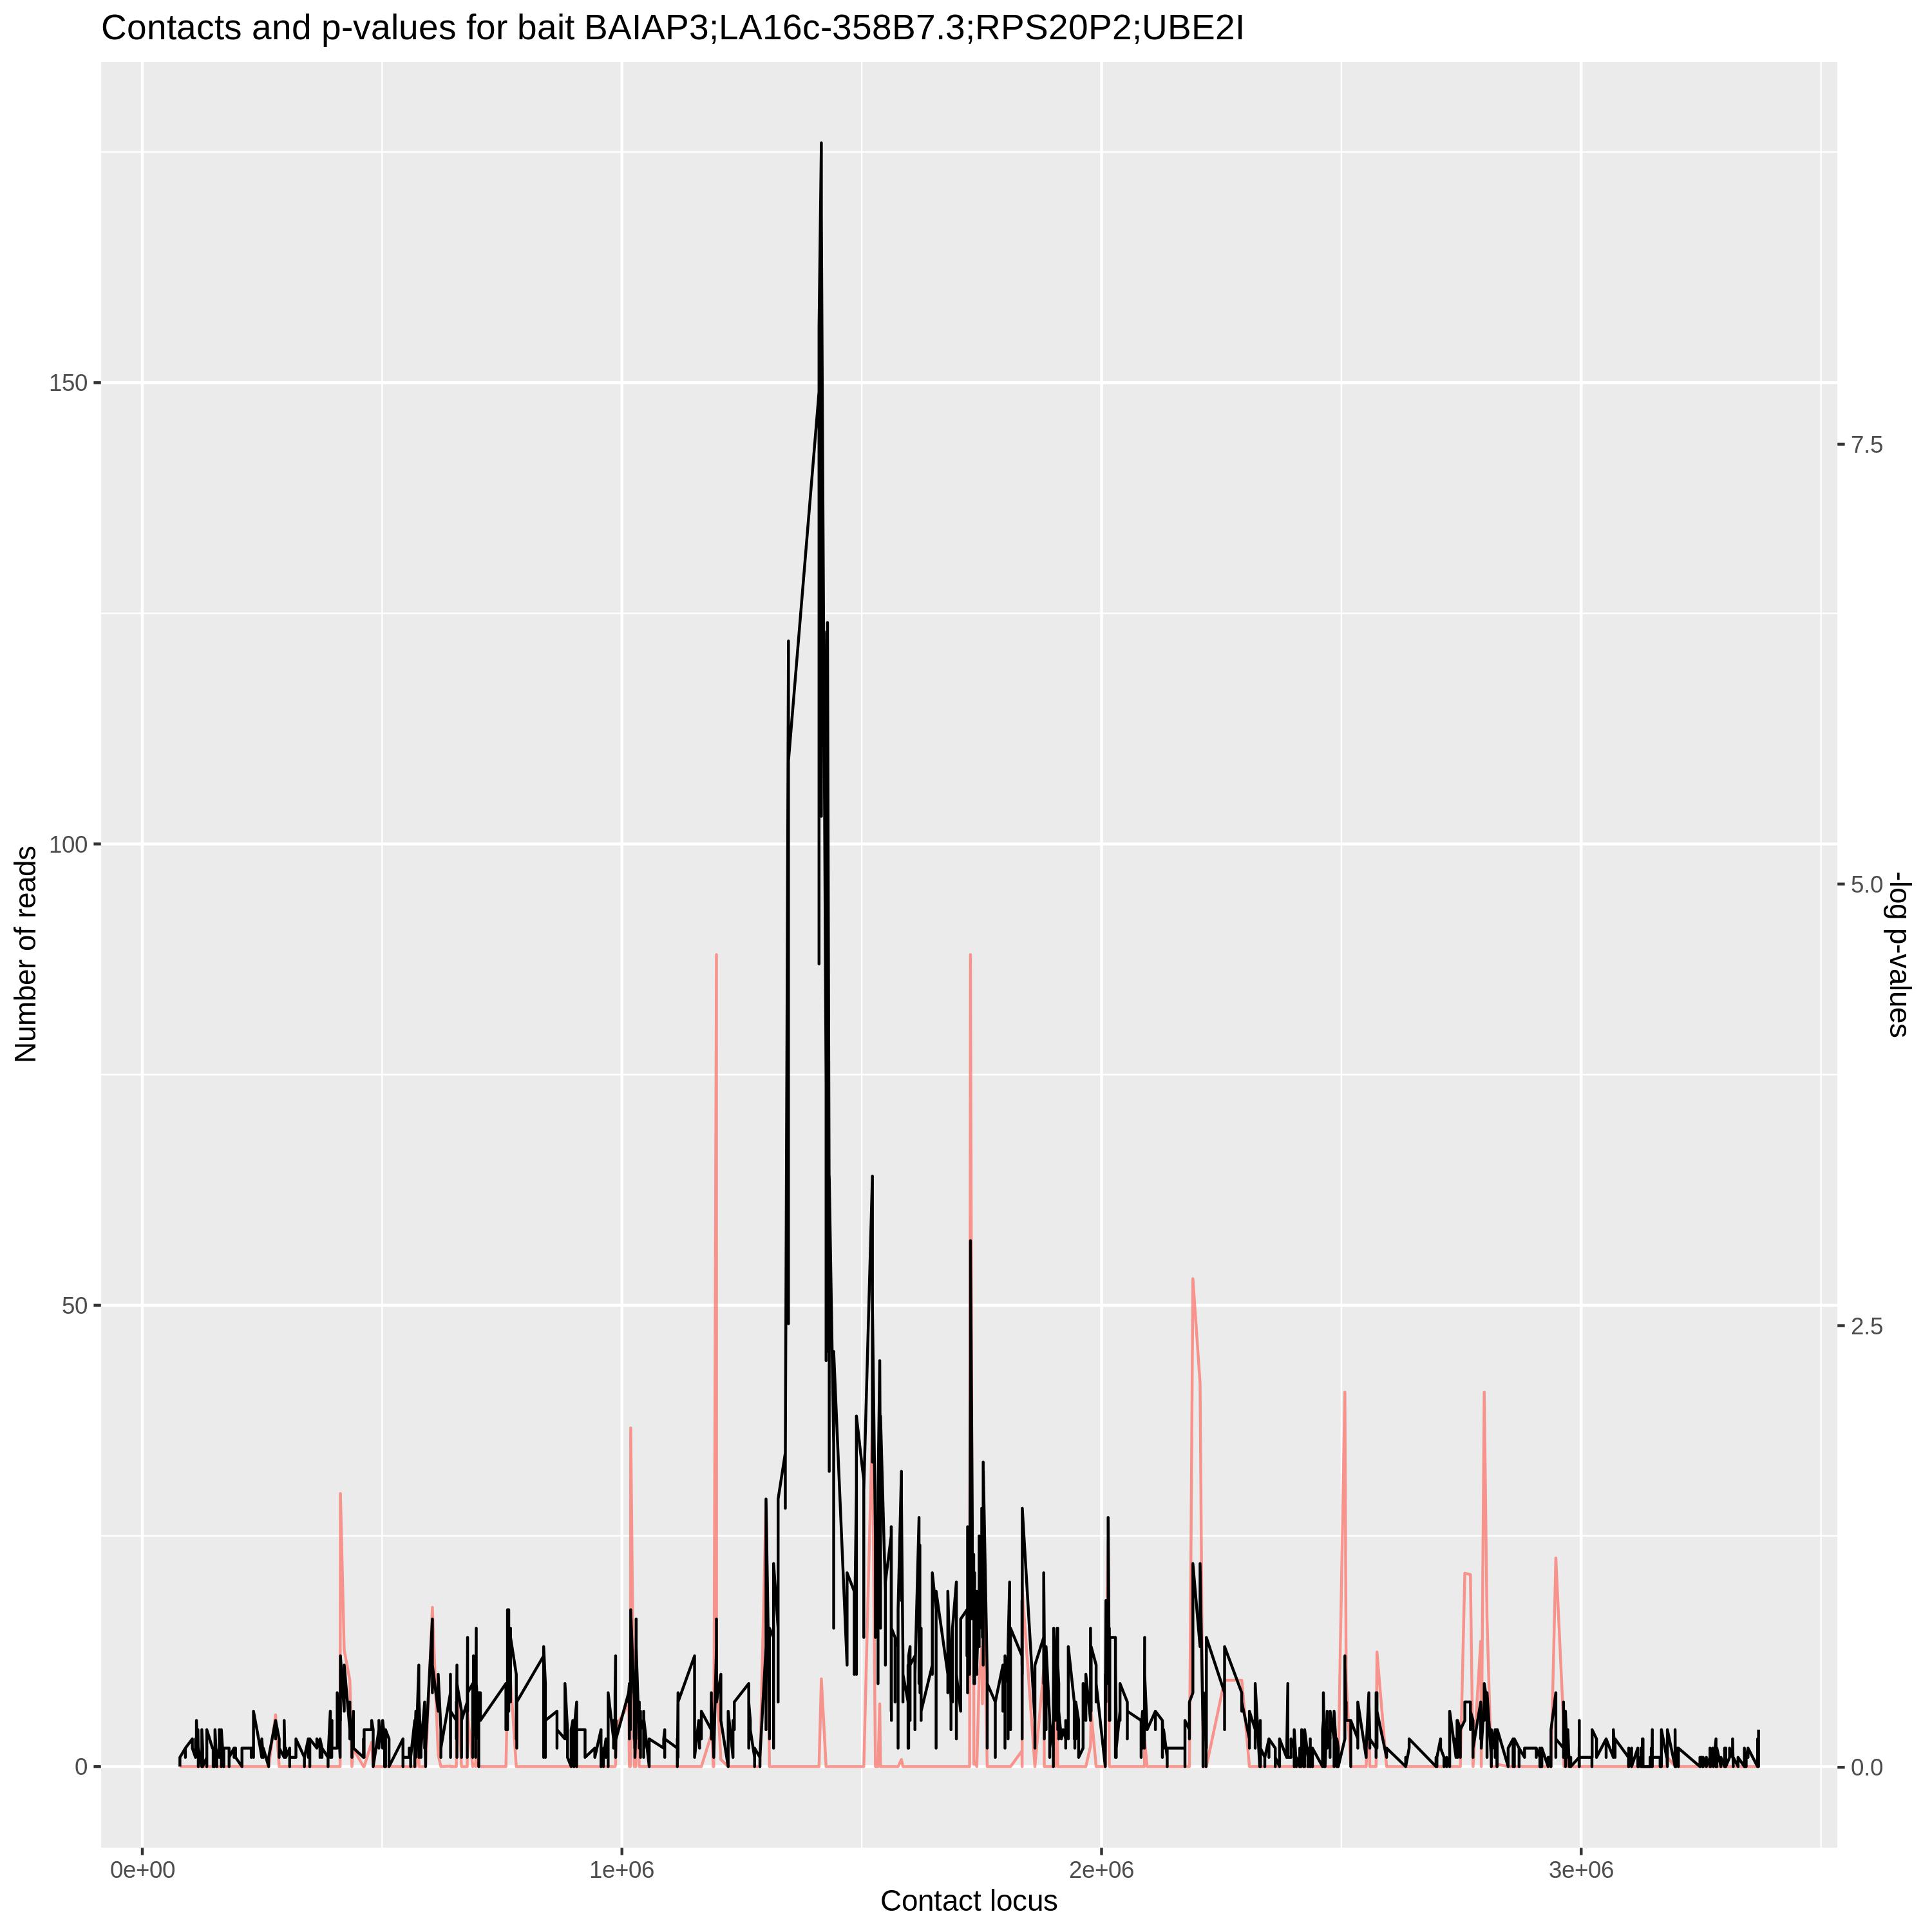 Contacts and p-values for bait BAIAP3;LA16c-358B7.3;RPS20P2;UBE2I
150
100
50
0
Number of reads
7.5
5.0
2.5
0.0
-log p-values
0e+00
1e+06
2e+06
3e+06
Contact locus